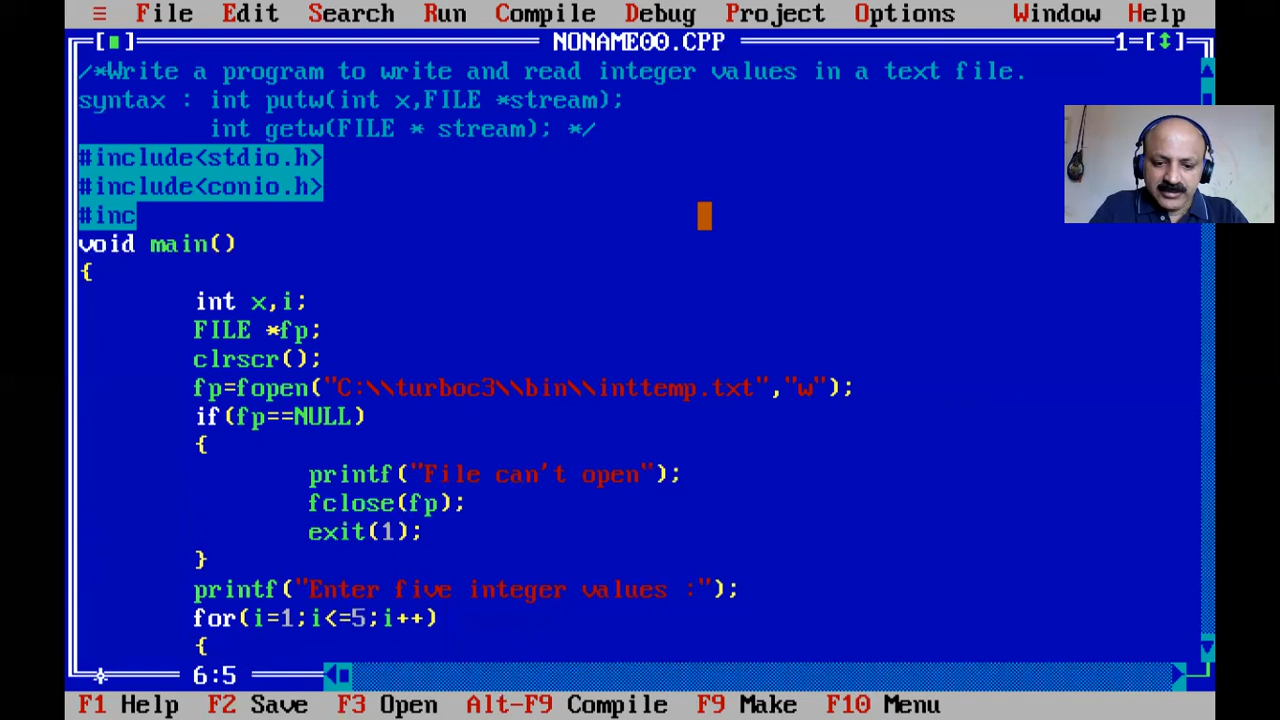 ≡ File Edit Search Run Compile Debug Project Options Window Help
[■] NONAME00.CPP 1=[↕]
/*Write a program to write and read integer values in a text file.
syntax : int putw(int x,FILE *stream);
int getw(FILE * stream); */
#include<stdio.h>
#include<conio.h>
#inc
void main()
{
int x,i;
FILE *fp;
clrscr();
fp=fopen("C:\\turboc3\\bin\\inttemp.txt","w");
if(fp==NULL)
{
printf("File can't open");
fclose(fp);
exit(1);
}
printf("Enter five integer values :");
for(i=1;i<=5;i++)
{
6:5
F1 Help F2 Save F3 Open Alt-F9 Compile F9 Make F10 Menu